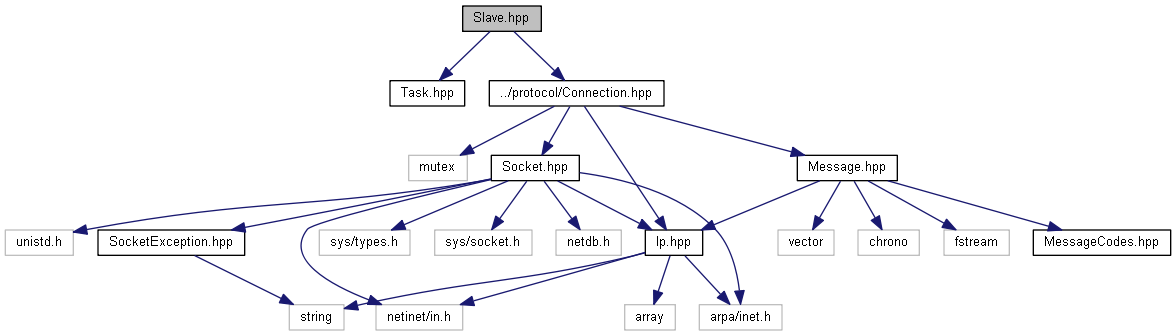 Slave.hpp
Task.hpp
../protocol/Connection.hpp
mutex
Socket.hpp
Message.hpp
unistd.h
SocketException.hpp
sys/types.h
sys/socket.h
netdb.h
Ip.hpp
vector
chrono
fstream
MessageCodes.hpp
string
netinet/in.h
array
arpa/inet.h